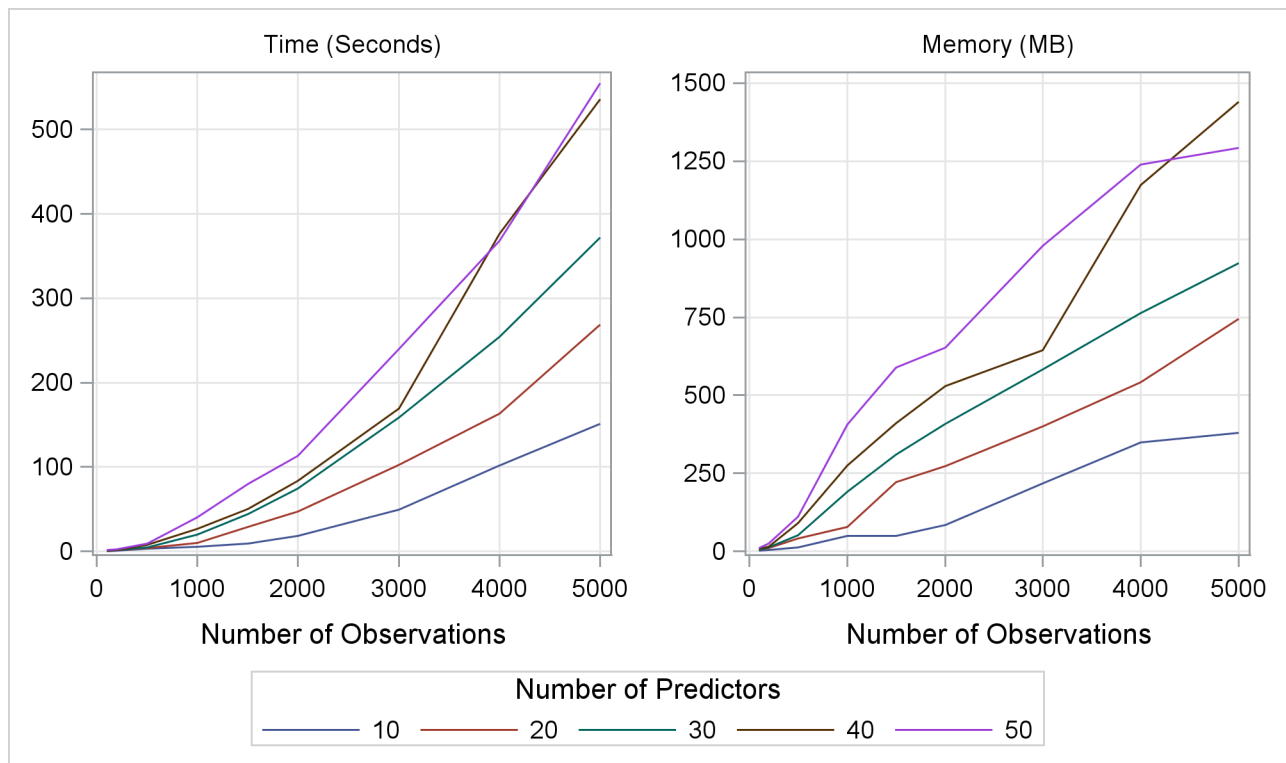 Time (Seconds)
500
400
300
200
100
0
0 1000 2000 3000 4000 5000
Number of Observations
Memory (MB)
1500
1250
1000
750
500
250
0
0 1000 2000 3000 4000 5000
Number of Observations
Number of Predictors
10 20 30 40 50